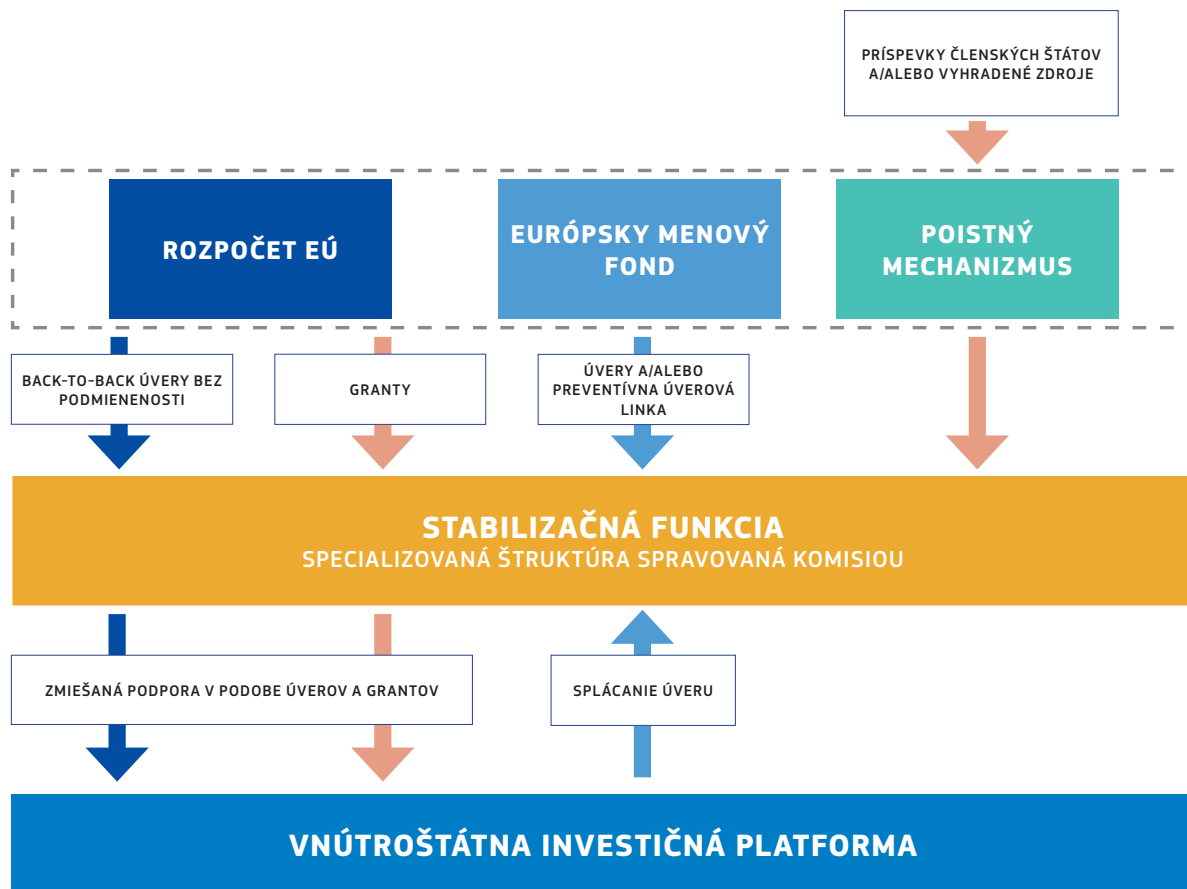 PRÍSPEVKY ČLENSKÝCH ŠTÁTOV
A/ALEBO VYHRADENÉ ZDROJE
ROZPOČET EÚ
EURÓPSKY MENOVÝ
FOND
POISTNÝ
MECHANIZMUS
BACK-TO-BACK ÚVERY BEZ
PODMIENENOSTI
GRANTY
ÚVERY A/ALEBO
PREVENTÍVNA ÚVEROVÁ
LINKA
STABILIZAČNÁ FUNKCIA
SPECIALIZOVANÁ ŠTRUKTÚRA SPRAVOVANÁ KOMISIOU
ZMIEŠANÁ PODPORA V PODOBE ÚVEROV A GRANTOV
SPLÁCANIE ÚVERU
VNÚTROŠTÁTNA INVESTIČNÁ PLATFORMA